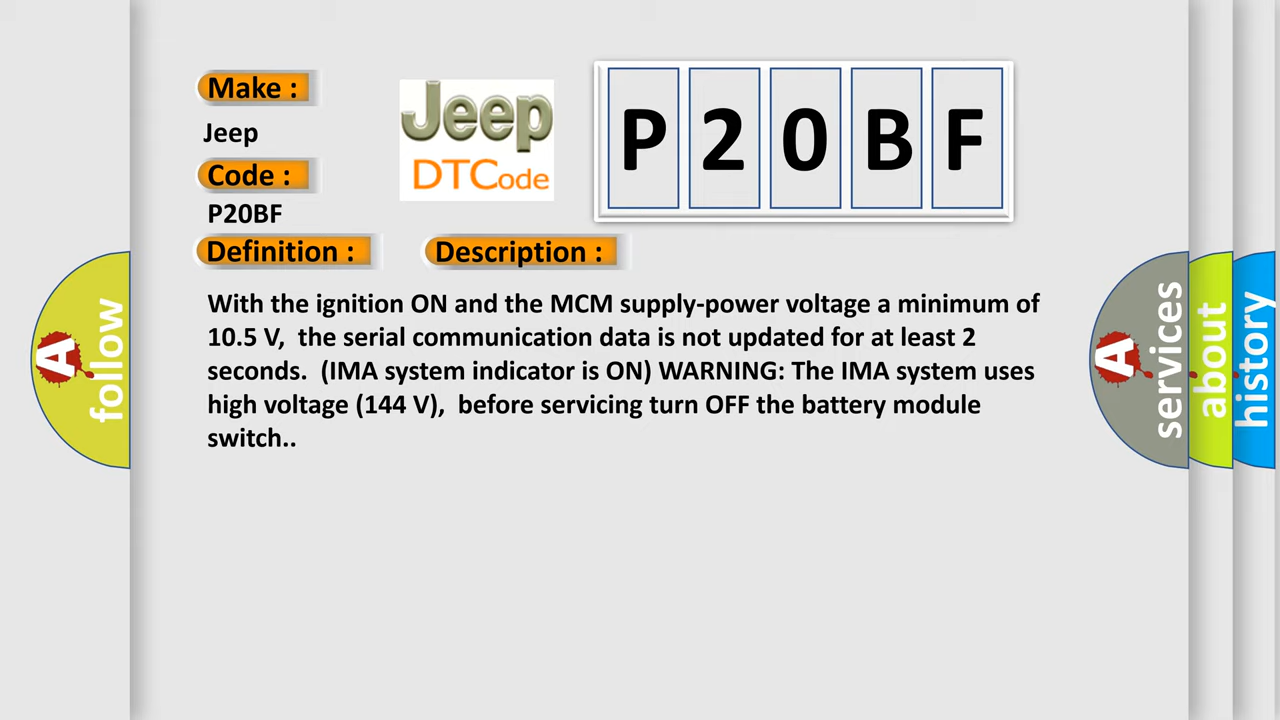 Make :
Jeep
Code :
P20BF
Definition :
Description :
Jeep
DTCode
P 2 0 B F
With the ignition ON and the MCM supply-power voltage a minimum of
10.5 V,  the serial communication data is not updated for at least 2
seconds.  (IMA system indicator is ON) WARNING: The IMA system uses
high voltage (144 V),  before servicing turn OFF the battery module
switch..
A
follow
A
services
about
history